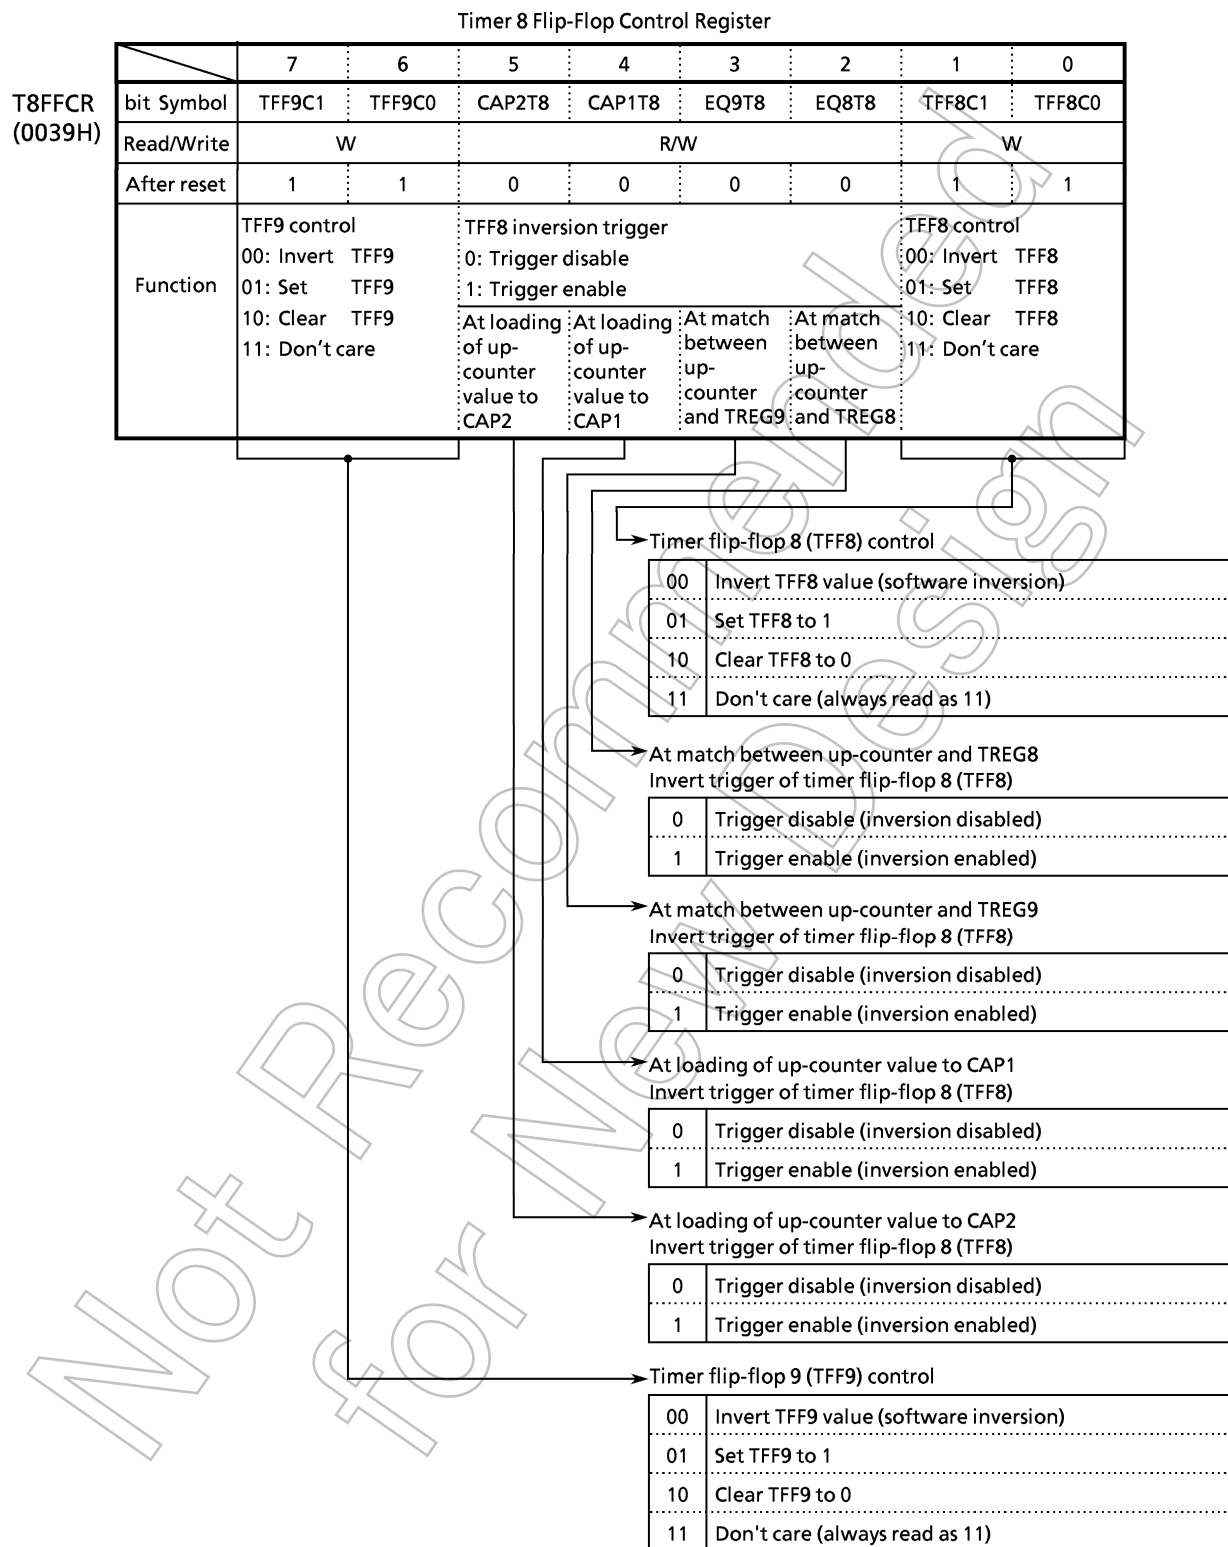 Timer 8 Flip-Flop Control Register
7 6 5 4 3 2 1 0
T8FFCR
(0039H)
bit Symbol TFF9C1 TFF9C0 CAP2T8 CAP1T8 EQ9T8 EQ8T8 TFF8C1 TFF8C0
Read/Write W R/W W
After reset 1 1 0 0 0 0 1 1
Function
TFF9 control
00: Invert TFF9
01: Set TFF9
10: Clear TFF9
11: Don't care
TFF8 inversion trigger
0: Trigger disable
1: Trigger enable
At loading
of up-
counter
value to
CAP2
At loading
of up-
counter
value to
CAP1
At match
between
up-
counter
and TREG9
At match
between
up-
counter
and TREG8
TFF8 control
00: Invert TFF8
01: Set TFF8
10: Clear TFF8
11: Don't care
Timer flip-flop 8 (TFF8) control
00 Invert TFF8 value (software inversion)
01 Set TFF8 to 1
10 Clear TFF8 to 0
11 Don't care (always read as 11)
At match between up-counter and TREG8
Invert trigger of timer flip-flop 8 (TFF8)
0 Trigger disable (inversion disabled)
1 Trigger enable (inversion enabled)
At match between up-counter and TREG9
Invert trigger of timer flip-flop 8 (TFF8)
0 Trigger disable (inversion disabled)
1 Trigger enable (inversion enabled)
At loading of up-counter value to CAP1
Invert trigger of timer flip-flop 8 (TFF8)
0 Trigger disable (inversion disabled)
1 Trigger enable (inversion enabled)
At loading of up-counter value to CAP2
Invert trigger of timer flip-flop 8 (TFF8)
0 Trigger disable (inversion disabled)
1 Trigger enable (inversion enabled)
Timer flip-flop 9 (TFF9) control
00 Invert TFF9 value (software inversion)
01 Set TFF9 to 1
10 Clear TFF9 to 0
11 Don't care (always read as 11)
Not Recommended
for New Design